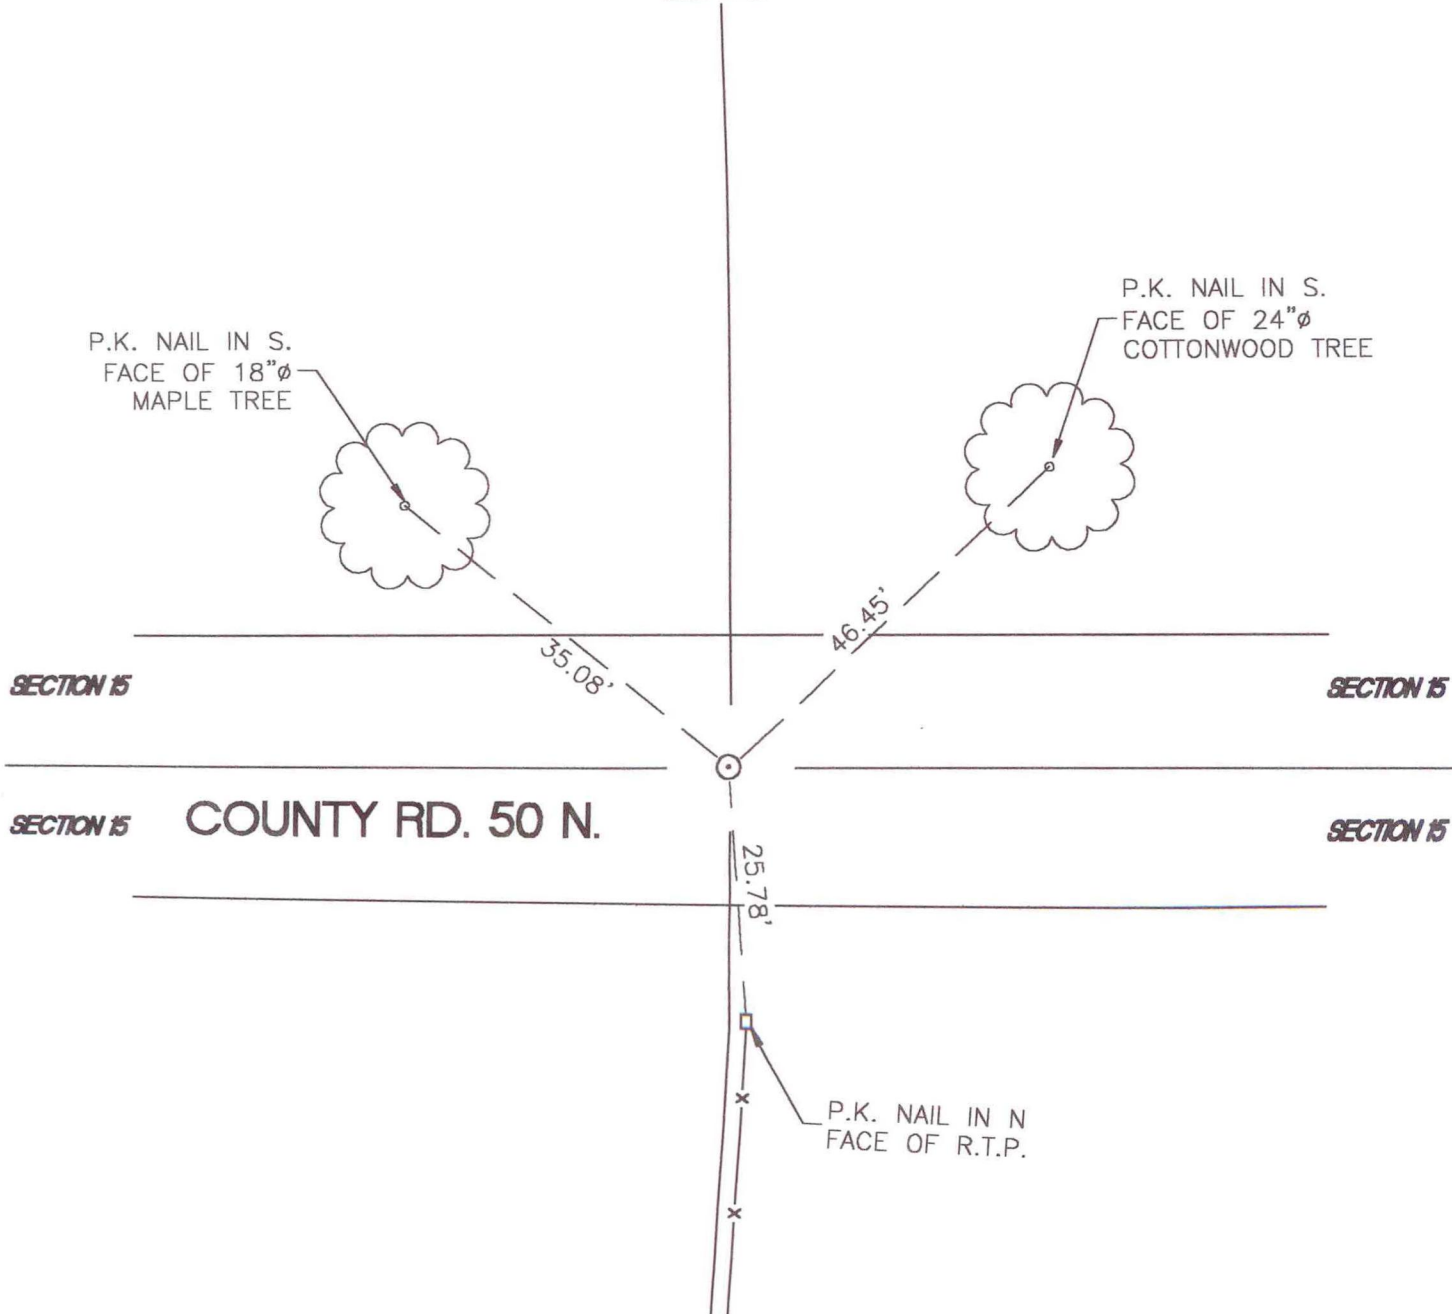 P.K. NAIL IN S.
FACE OF 18"ø
MAPLE TREE
P.K. NAIL IN S.
FACE OF 24"ø
COTTONWOOD TREE
35.08'
46.45'
SECTION 15
SECTION 15
SECTION 15
COUNTY RD. 50 N.
SECTION 15
25.78'
P.K. NAIL IN N
FACE OF R.T.P.